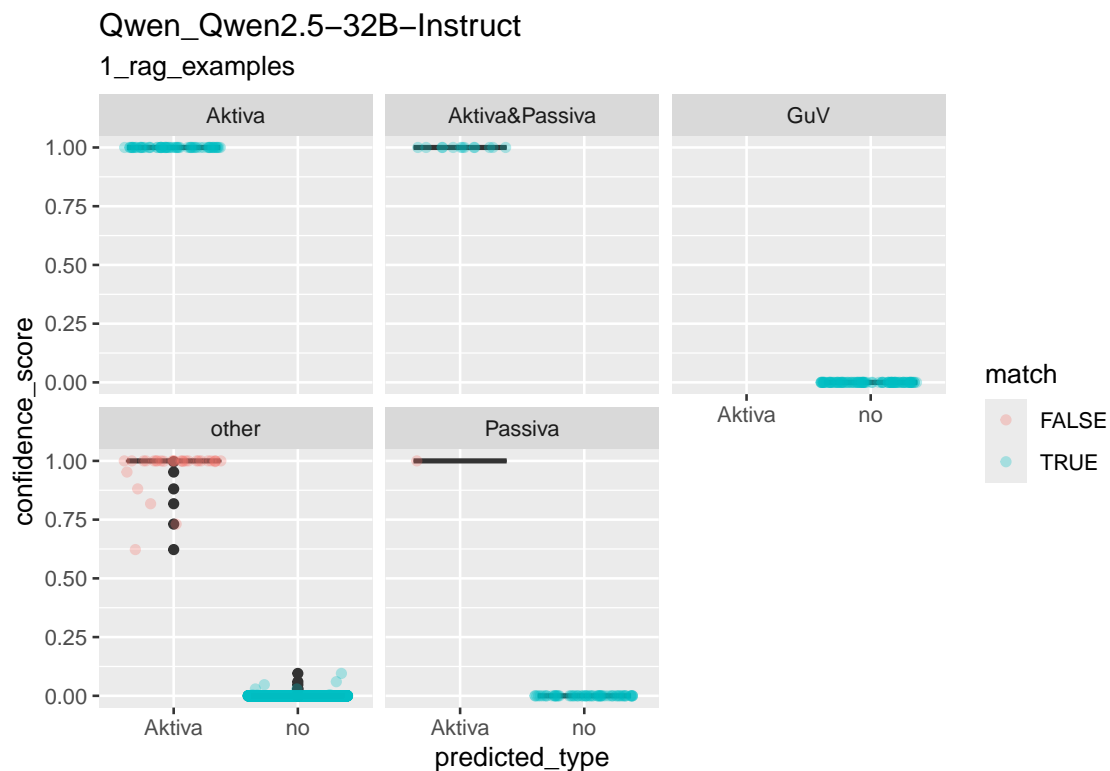 Qwen_Qwen2.5−32B−Instruct
1_rag_examples
Aktiva
Aktiva&Passiva
GuV
1.00
0.75
0.50
0.25
0.00
Aktiva no
other
Passiva
1.00
0.75
0.50
0.25
0.00
Aktiva no
Aktiva no
confidence_score
predicted_type
match
FALSE
TRUE